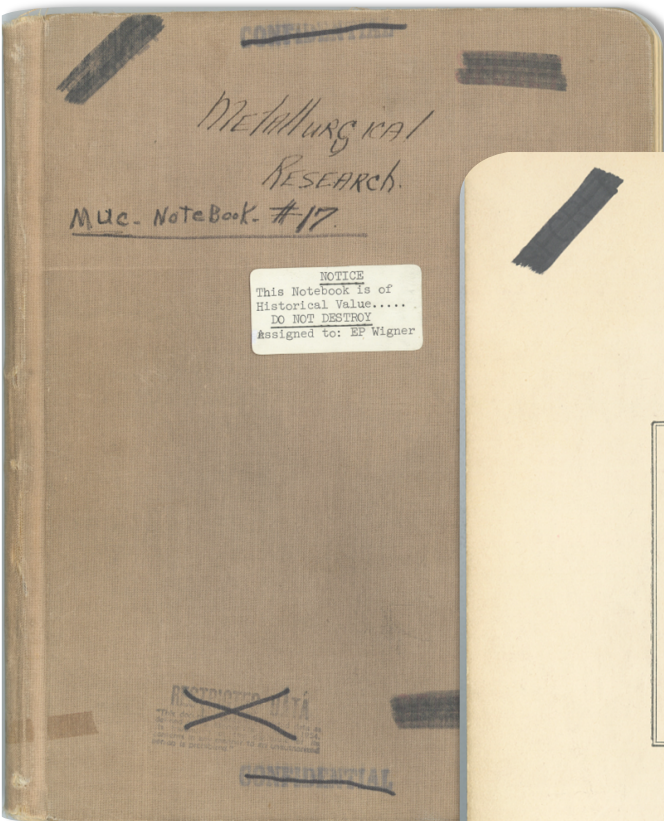 CONFIDENTIAL
Metallurgical
Research.
MUC- NoteBook- #17.
NOTICE
This Notebook is of
Historical Value.....
DO NOT DESTROY
Assigned to: EP Wigner
RESTRICTED DATA
CONFIDENTIAL